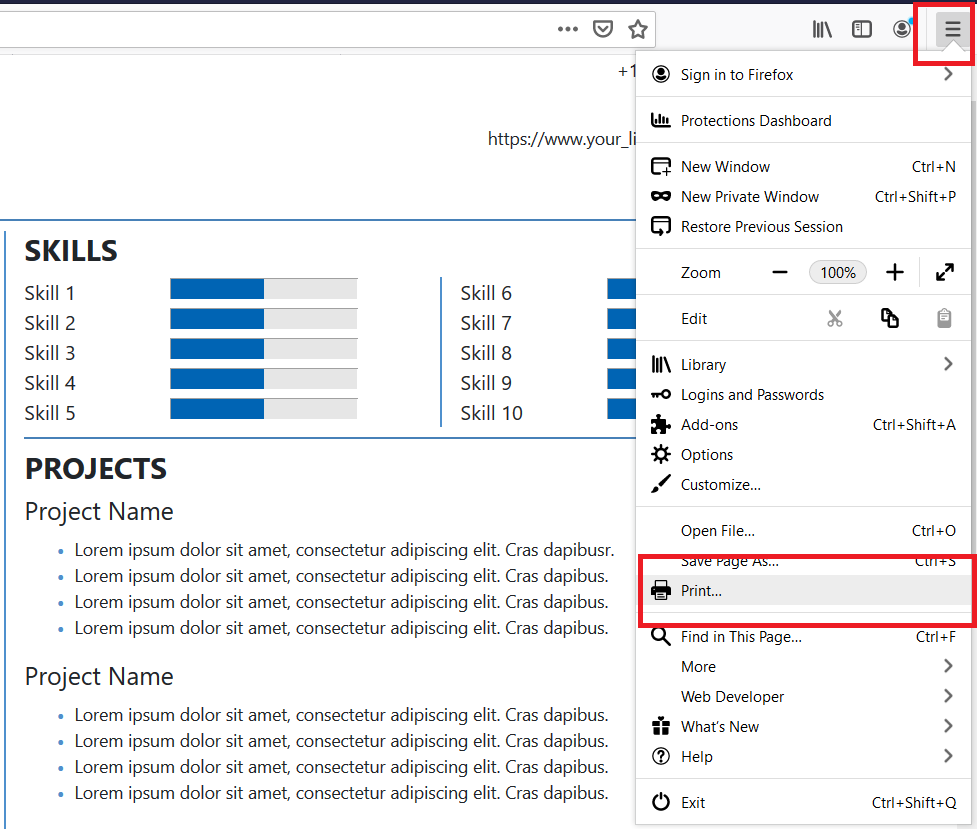 +1
https://www.your_li
SKILLS
Skill 1
Skill 2
Skill 3
Skill 4
Skill 5
Skill 6
Skill 7
Skill 8
Skill 9
Skill 10
PROJECTS
Project Name
Lorem ipsum dolor sit amet, consectetur adipiscing elit. Cras dapibusr.
Lorem ipsum dolor sit amet, consectetur adipiscing elit. Cras dapibus.
Lorem ipsum dolor sit amet, consectetur adipiscing elit. Cras dapibus.
Lorem ipsum dolor sit amet, consectetur adipiscing elit. Cras dapibus.
Project Name
Lorem ipsum dolor sit amet, consectetur adipiscing elit. Cras dapibus.
Lorem ipsum dolor sit amet, consectetur adipiscing elit. Cras dapibus.
Lorem ipsum dolor sit amet, consectetur adipiscing elit. Cras dapibus.
Lorem ipsum dolor sit amet, consectetur adipiscing elit. Cras dapibus.
Sign in to Firefox
Protections Dashboard
New Window Ctrl+N
New Private Window Ctrl+Shift+P
Restore Previous Session
Zoom 100%
Edit
Library
Logins and Passwords
Add-ons Ctrl+Shift+A
Options
Customize...
Open File... Ctrl+O
Save Page As... Ctrl+S
Print...
Find in This Page... Ctrl+F
More
Web Developer
What's New
Help
Exit Ctrl+Shift+Q